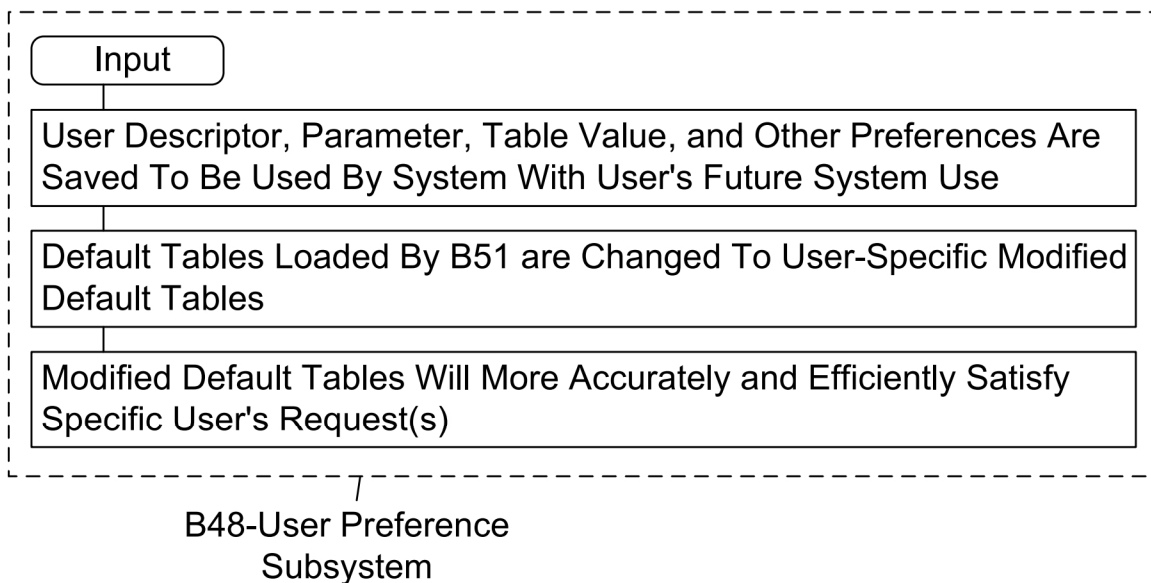 Input
User Descriptor, Parameter, Table Value, and Other Preferences Are
Saved To Be Used By System With User's Future System Use
Default Tables Loaded By B51 are Changed To User-Specific Modified
Default Tables
Modified Default Tables Will More Accurately and Efficiently Satisfy
Specific User's Request(s)
B48-User Preference
Subsystem